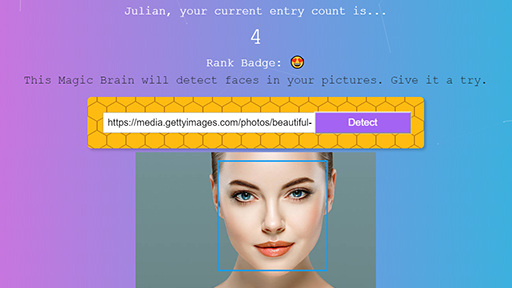 Julian, your current entry count is...
4
Rank Badge: 😍
This Magic Brain will detect faces in your pictures. Give it a try.
https://media.gettyimages.com/photos/beautiful- Detect